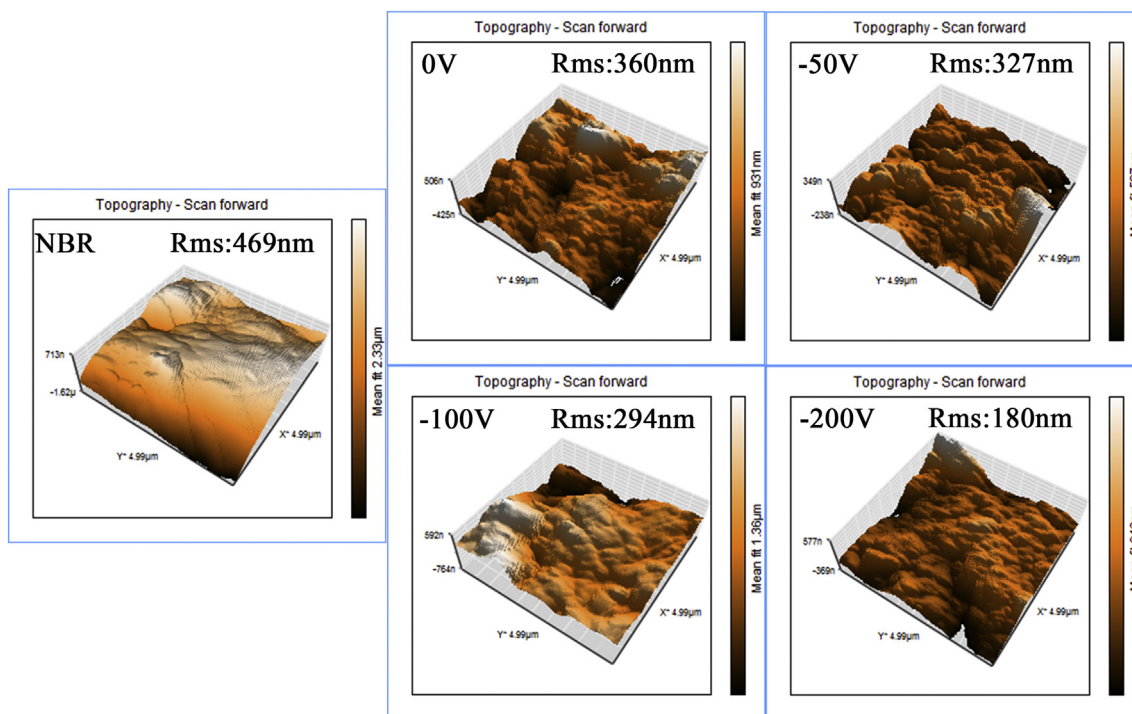 Topography - Scan forward
NBR Rms:469nm
713n
-1.62µ
Y* 4.99µm
X* 4.99µm
Mean fit 2.33µm
Topography - Scan forward
0V Rms:360nm
506n
-425n
Y* 4.99µm
X* 4.99µm
Mean fit 931nm
Topography - Scan forward
-50V Rms:327nm
349n
-238n
Y* 4.99µm
X* 4.99µm
Topography - Scan forward
-100V Rms:294nm
592n
-764n
Y* 4.99µm
X* 4.99µm
Mean fit 1.36µm
Topography - Scan forward
-200V Rms:180nm
577n
-369n
Y* 4.99µm
X* 4.99µm